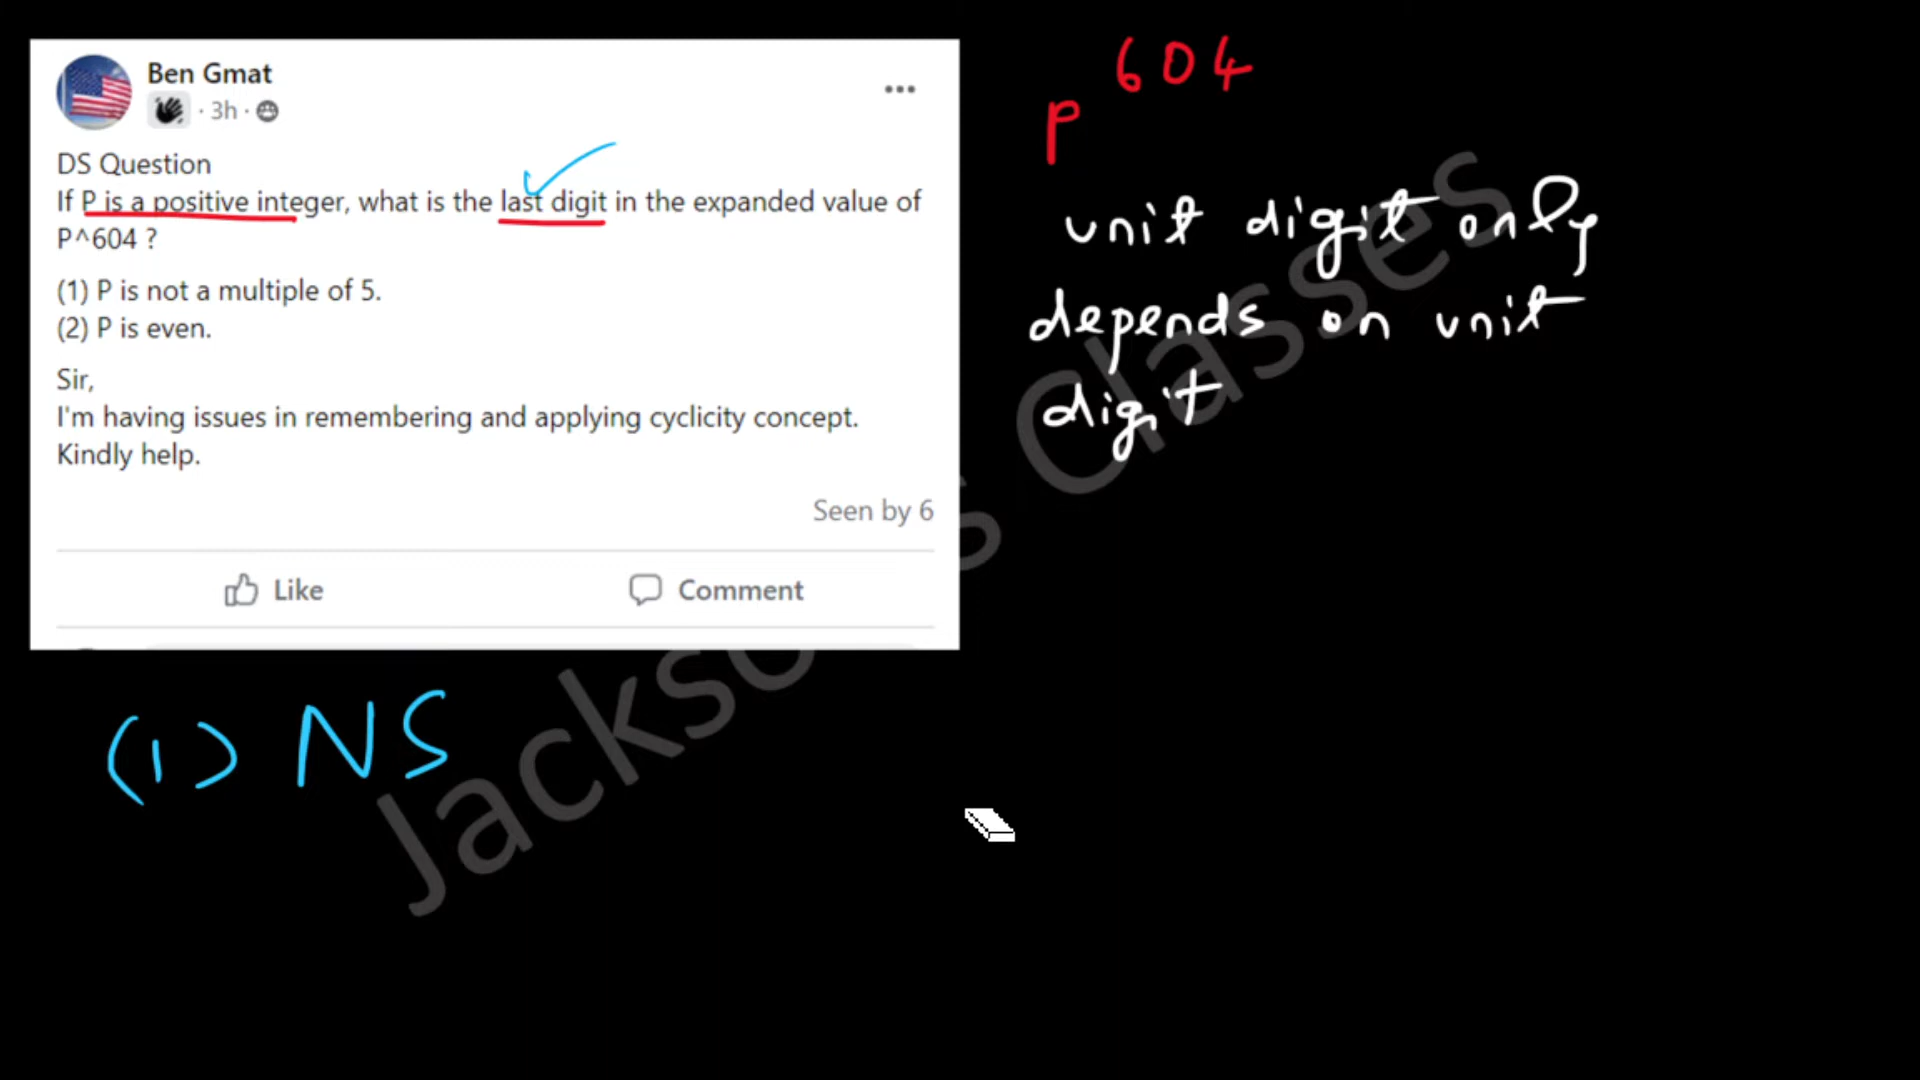 Ben Gmat
· 3h ·
DS Question
If P is a positive integer, what is the last digit in the expanded value of
P^604 ?
(1) P is not a multiple of 5.
(2) P is even.
Sir,
I'm having issues in remembering and applying cyclicity concept.
Kindly help.
Seen by 6
Like
Comment
P^604
unit digit only
depends on unit
digit
(1) NS
Jackso s Classes